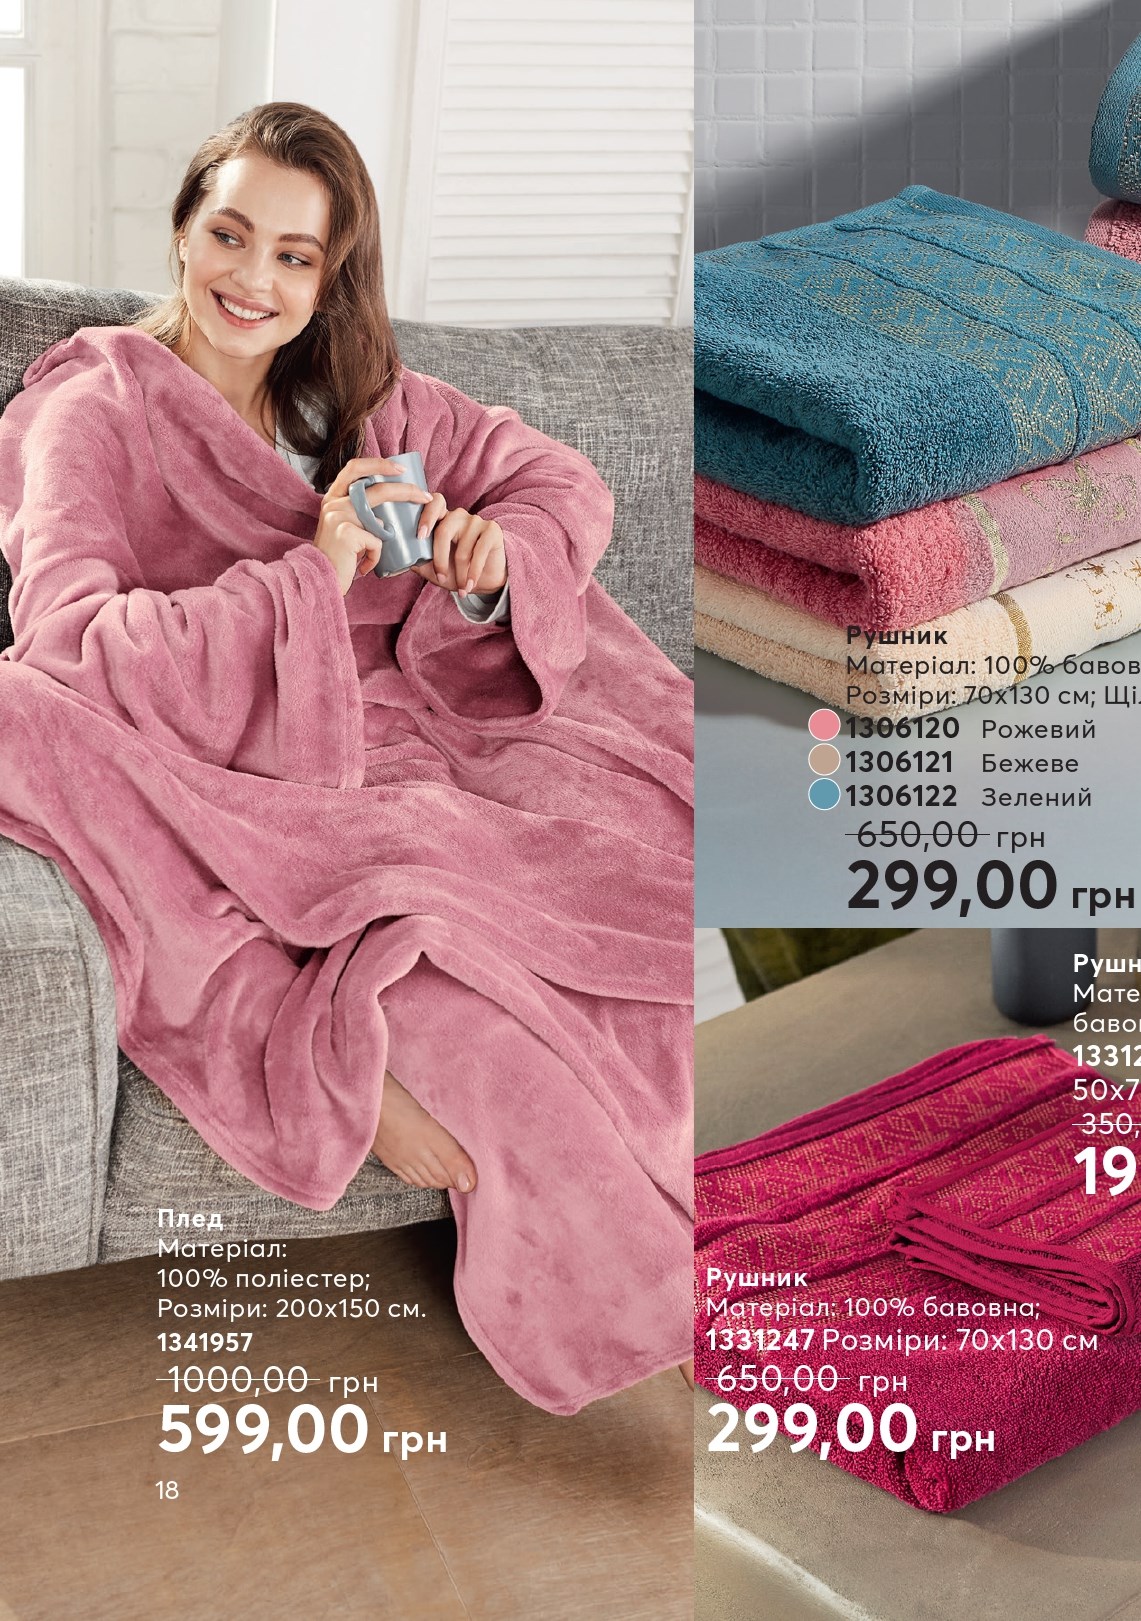 Рушник
Матеріал: 100% бавов
Розміри: 70х130 см; Щі
1306120 Рожевий
1306121 Бежеве
1306122 Зелений
650,00 грн
299,00 грн
Рушн
Мате
баво
13312
50х7
350,
19
Плед
Матеріал:
100% поліестер;
Розміри: 200х150 см.
1341957
1000,00 грн
599,00 грн
Рушник
Матеріал: 100% бавовна;
1331247 Розміри: 70х130 см
650,00 грн
299,00 грн
18